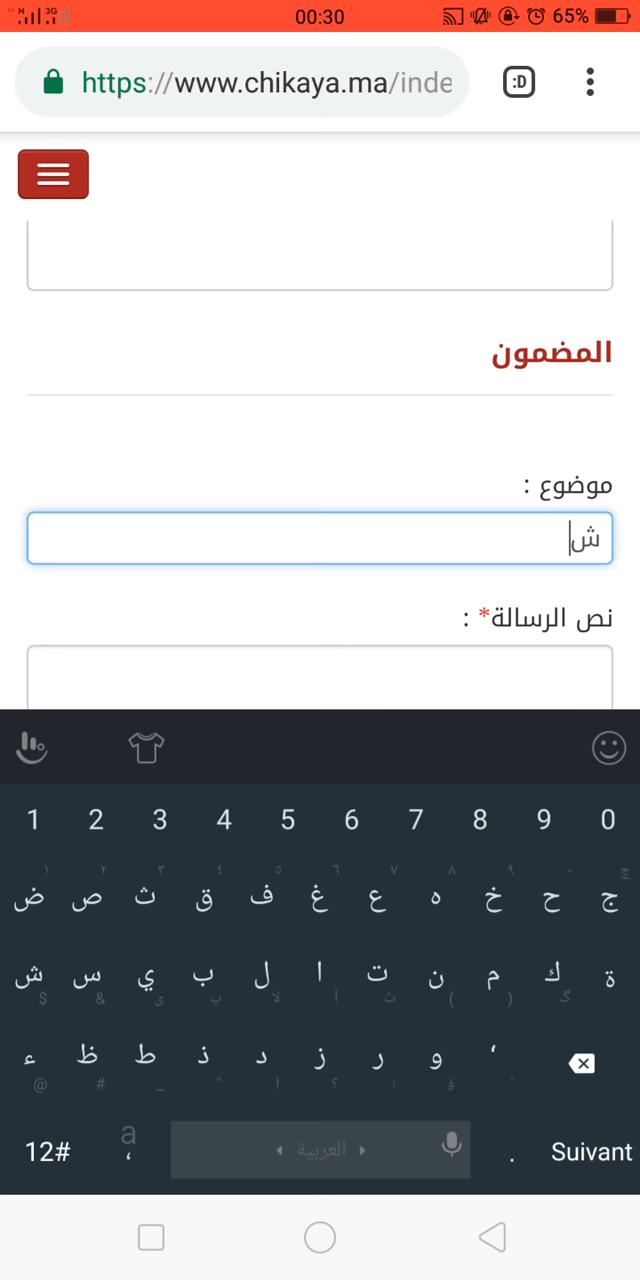 H 3G 00:30 65%
https://www.chikaya.ma/inde :D
المضمون
موضوع :
ش
نص الرسالة* :
1 2 3 4 5 6 7 8 9 0
ض ص ث ق ف غ ع ه خ ح ج
ش س ي ب ل ا ت ن م ك ة
ء ظ ط ذ د ز ر و
12# a العربية . Suivant